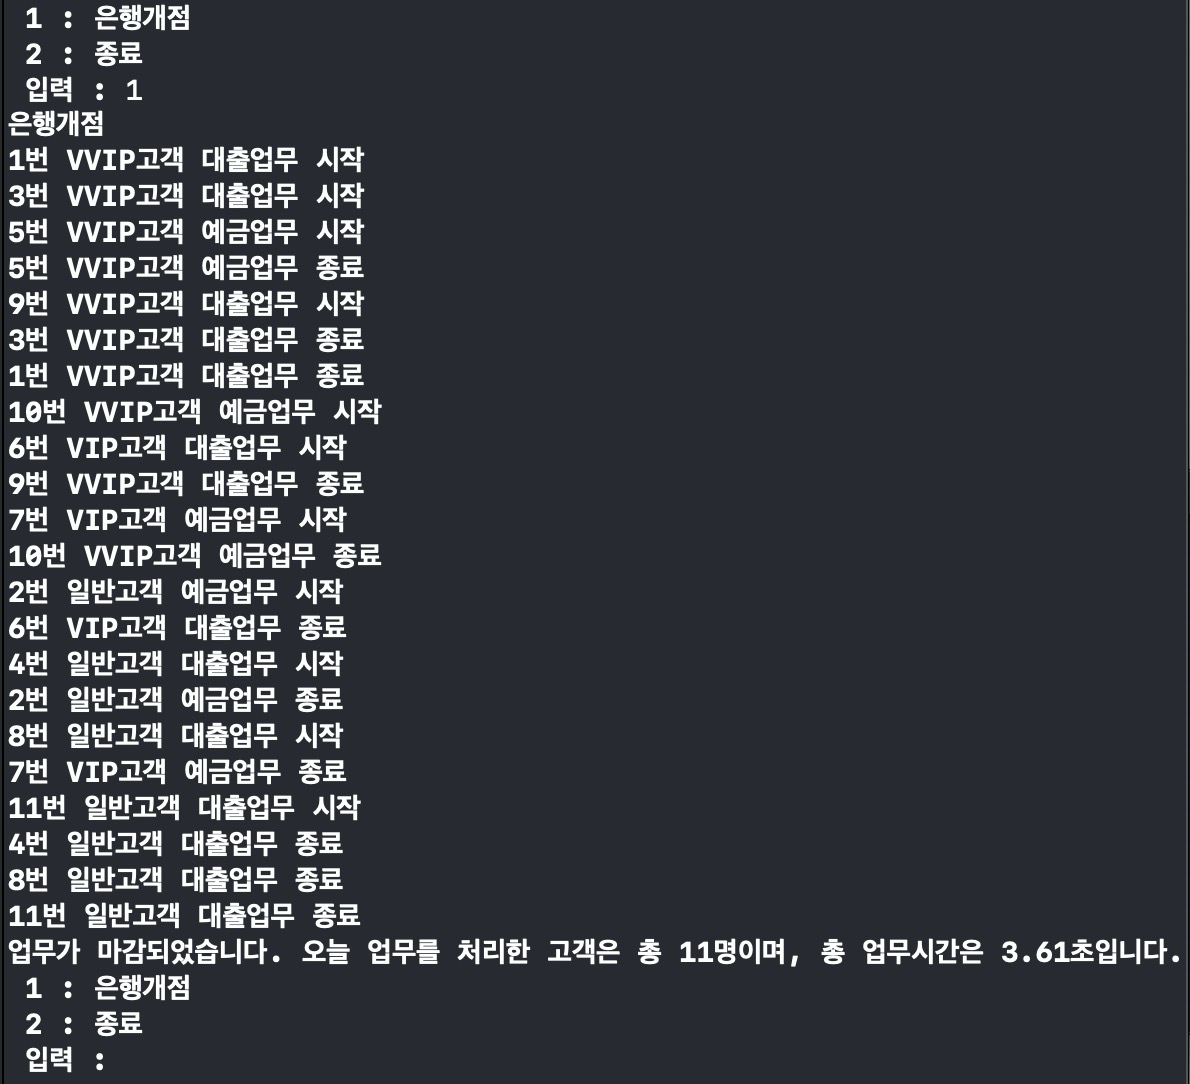 1 : 은행개점
2 : 종료
입력 : 1
은행개점
1번 VVIP고객 대출업무 시작
3번 VVIP고객 대출업무 시작
5번 VVIP고객 예금업무 시작
5번 VVIP고객 예금업무 종료
9번 VVIP고객 대출업무 시작
3번 VVIP고객 대출업무 종료
1번 VVIP고객 대출업무 종료
10번 VVIP고객 예금업무 시작
6번 VIP고객 대출업무 시작
9번 VVIP고객 대출업무 종료
7번 VIP고객 예금업무 시작
10번 VVIP고객 예금업무 종료
2번 일반고객 예금업무 시작
6번 VIP고객 대출업무 종료
4번 일반고객 대출업무 시작
2번 일반고객 예금업무 종료
8번 일반고객 대출업무 시작
7번 VIP고객 예금업무 종료
11번 일반고객 대출업무 시작
4번 일반고객 대출업무 종료
8번 일반고객 대출업무 종료
11번 일반고객 대출업무 종료
업무가 마감되었습니다. 오늘 업무를 처리한 고객은 총 11명이며, 총 업무시간은 3.61초입니다.
1 : 은행개점
2 : 종료
입력 :